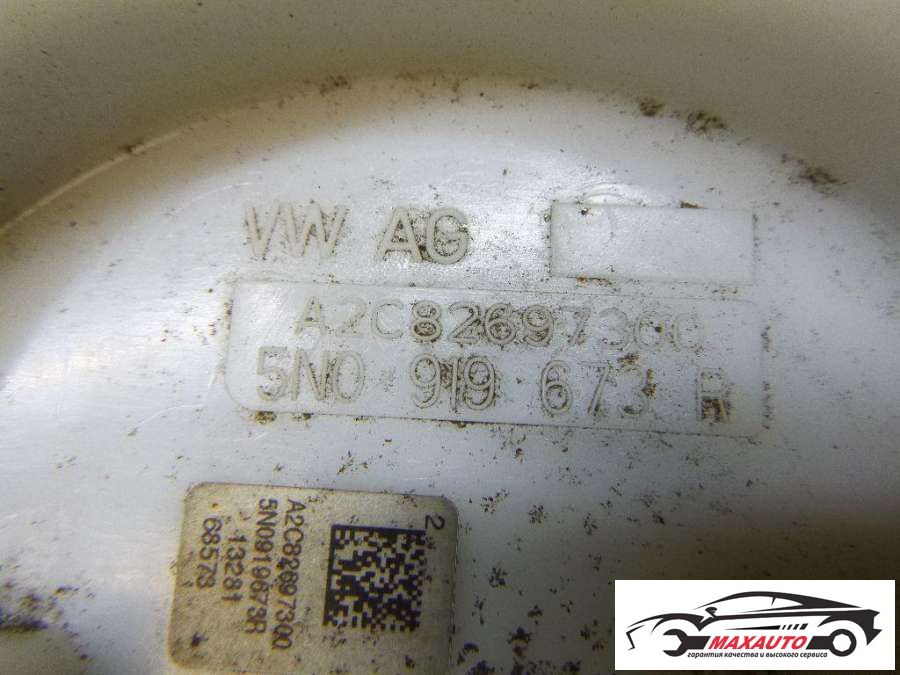 VW AG
A2C82697300
5N0 919 673 R
2
A2C82697300
5N0919673R
13281
68573
MAXAUTO
гарантия качества и высокого сервиса